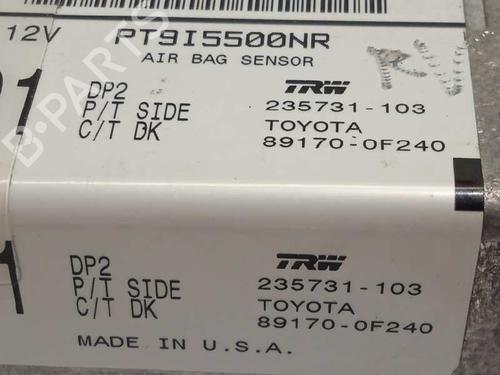 12V PT9I5500NR
AIR BAG SENSOR
DP2 TRW
P/T SIDE 235731-103
C/T DK TOYOTA
89170-0F240
DP2 TRW
P/T SIDE 235731-103
C/T DK TOYOTA
89170-0F240
MADE IN U.S.A.
B-PARTS